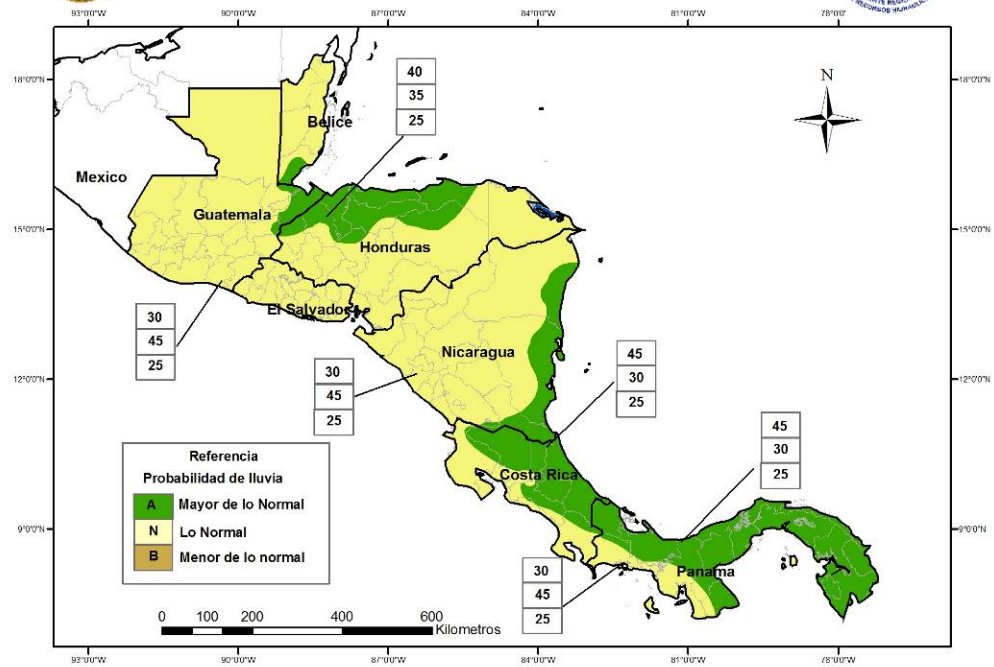 RECURSOS HIDRAULIC
93°0'0"W 90°0'0"W 87°0'0"W 84°0'0"W 81°0'0"W 78°0'0"W
18°0'0"N 18°0'0"N
N
40
35
25
Belice
Mexico
Guatemala
15°0'0"N 15°0'0"N
Honduras
El Salvador
30
45
25
Nicaragua
12°0'0"N 12°0'0"N
30
45
25
45
30
25
45
30
25
Referencia
Probabilidad de lluvia
A Mayor de lo Normal
N Lo Normal
B Menor de lo normal
Costa Rica
9°0'0"N 9°0'0"N
Panama
30
45
25
0 100 200 400 600
Kilometros
93°0'0"W 90°0'0"W 87°0'0"W 84°0'0"W 81°0'0"W 78°0'0"W